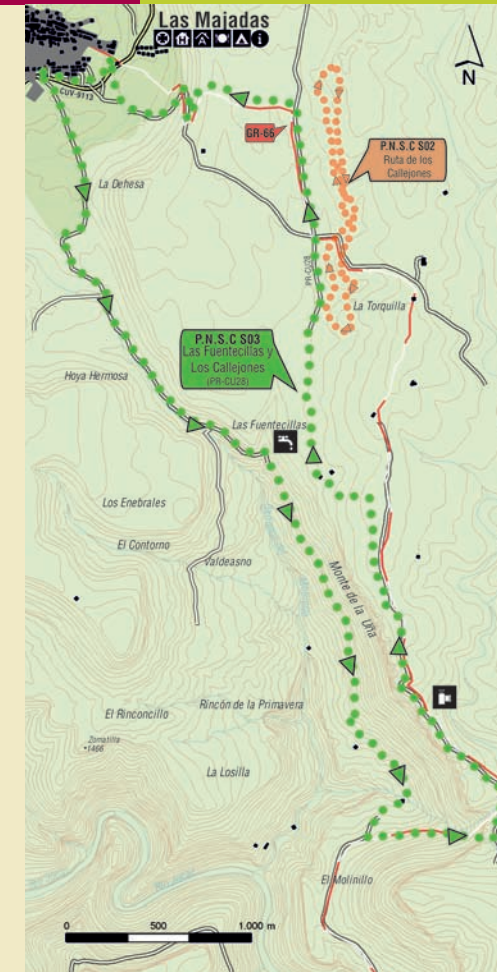 Las Majadas
N
CUV-9113
GR-66
P.N.S.C S02
Ruta de los
Callejones
La Dehesa
PR-CU28
La Torquilla
P.N.S.C S03
Las Fuentecillas y
Los Callejones
(PR-CU28)
Hoya Hermosa
Las Fuentecillas
Los Enebrales
El Contorno
Valdeasno
Monte de la Uña
Rincón de la Primavera
El Rinconcillo
Zomatilla
1466
La Losilla
El Molinillo
0 500 1.000 m